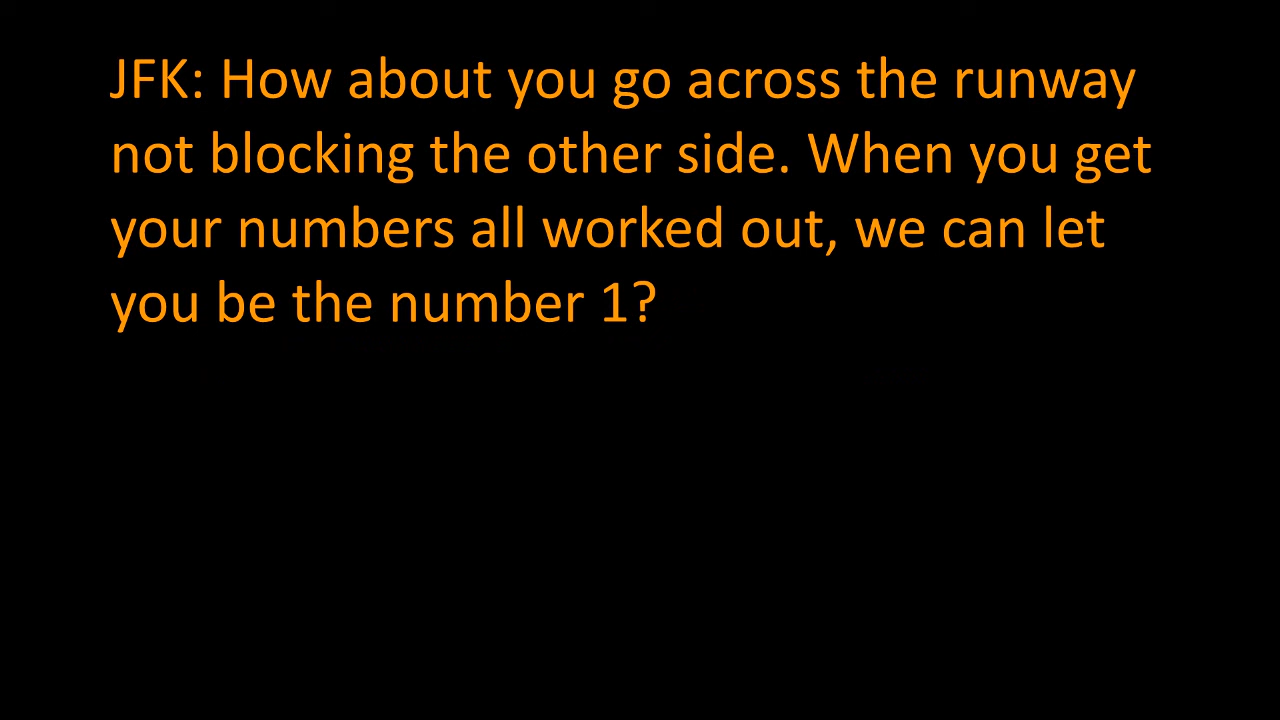 JFK: How about you go across the runway
not blocking the other side. When you get
your numbers all worked out, we can let
you be the number 1?